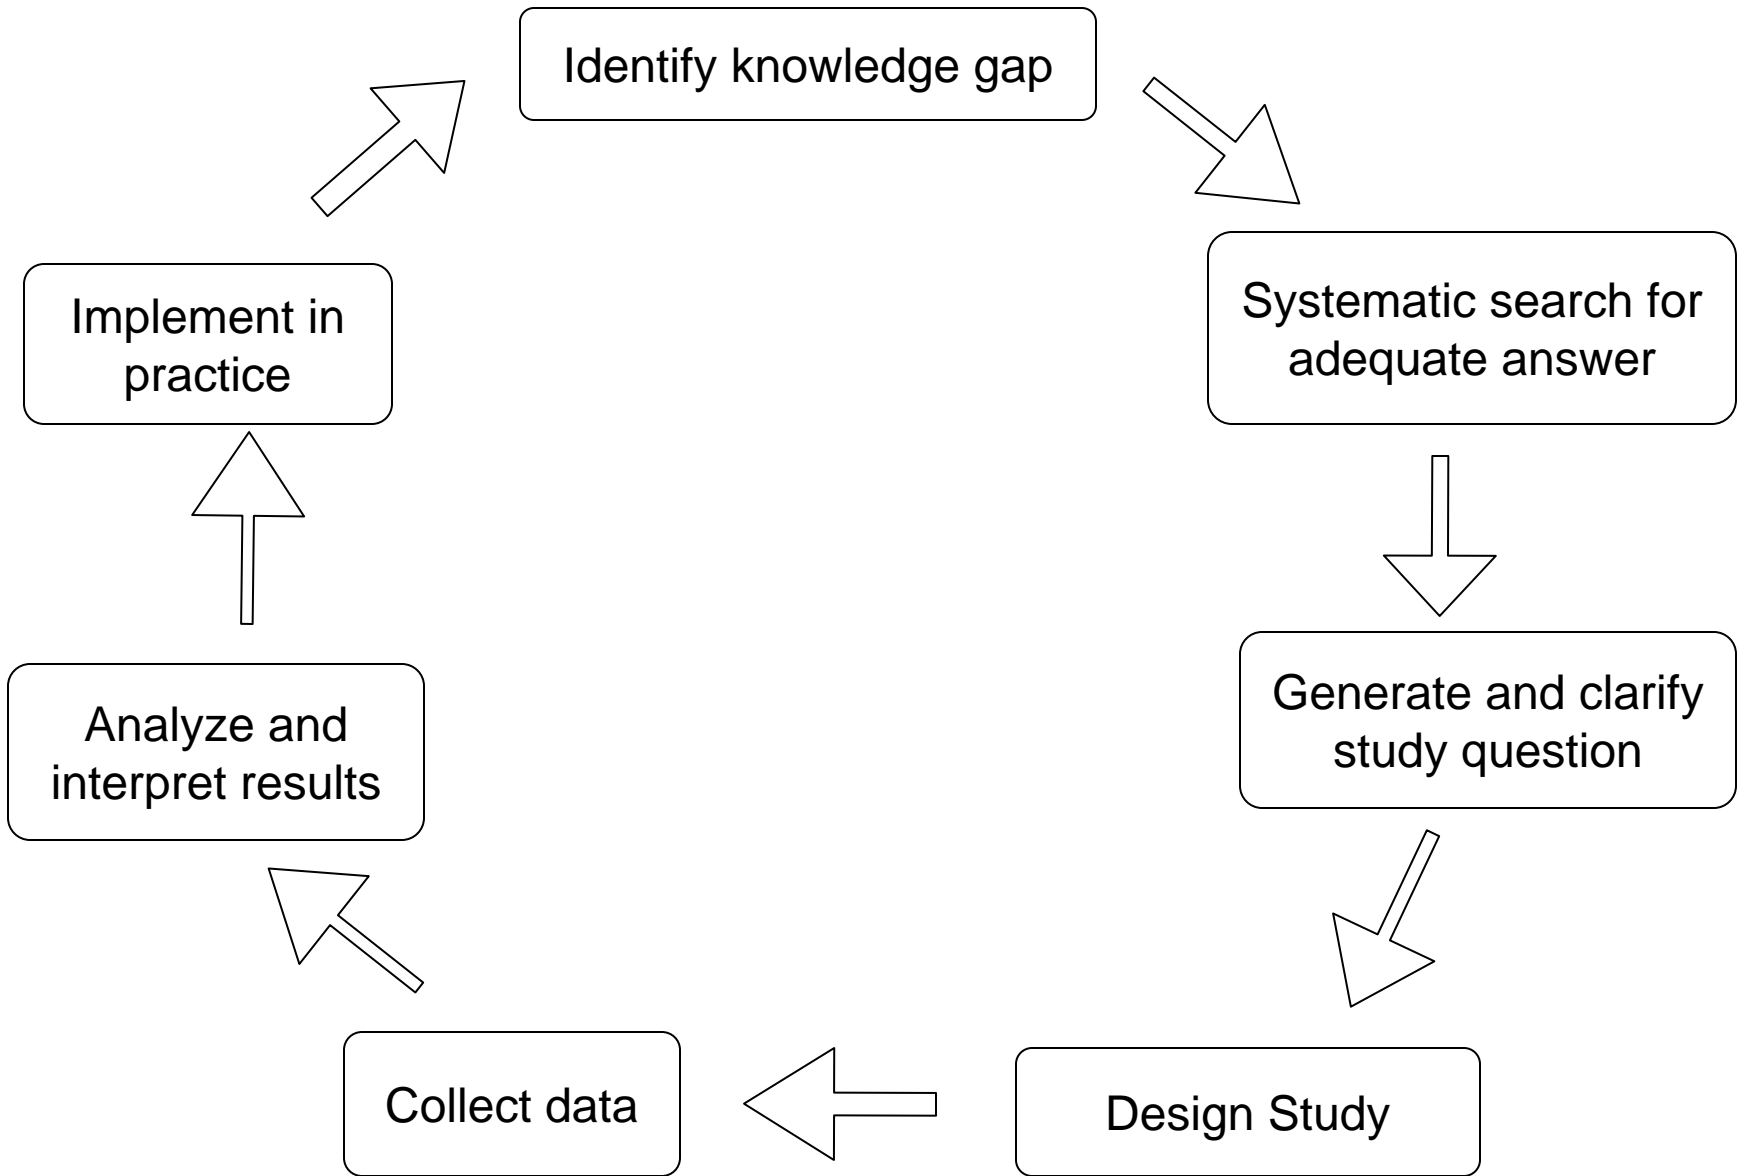 Identify knowledge gap
Systematic search for
adequate answer
Generate and clarify
study question
Design Study
Collect data
Analyze and
interpret results
Implement in
practice